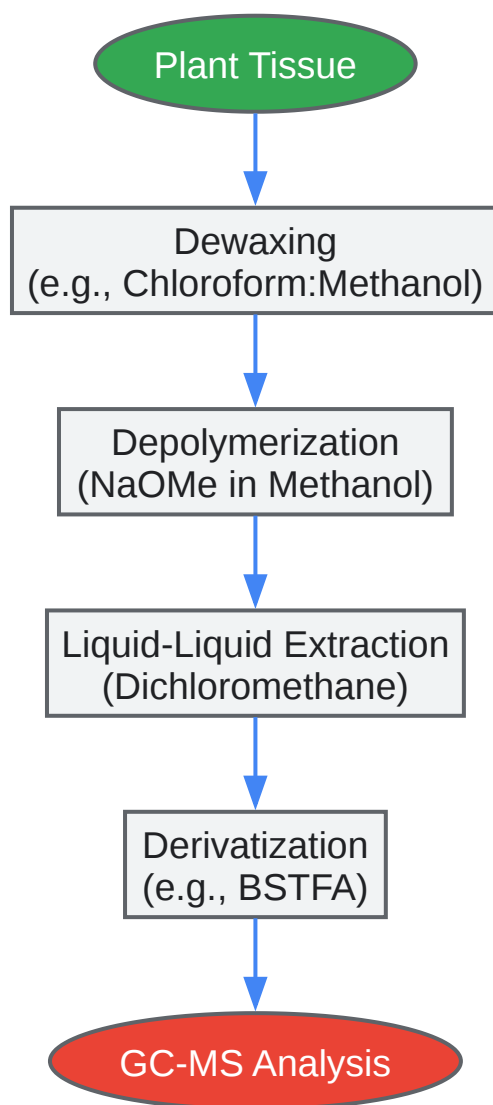 Plant Tissue
Dewaxing
(e.g., Chloroform:Methanol)
Depolymerization
(NaOMe in Methanol)
Liquid-Liquid Extraction
(Dichloromethane)
Derivatization
(e.g., BSTFA)
GC-MS Analysis